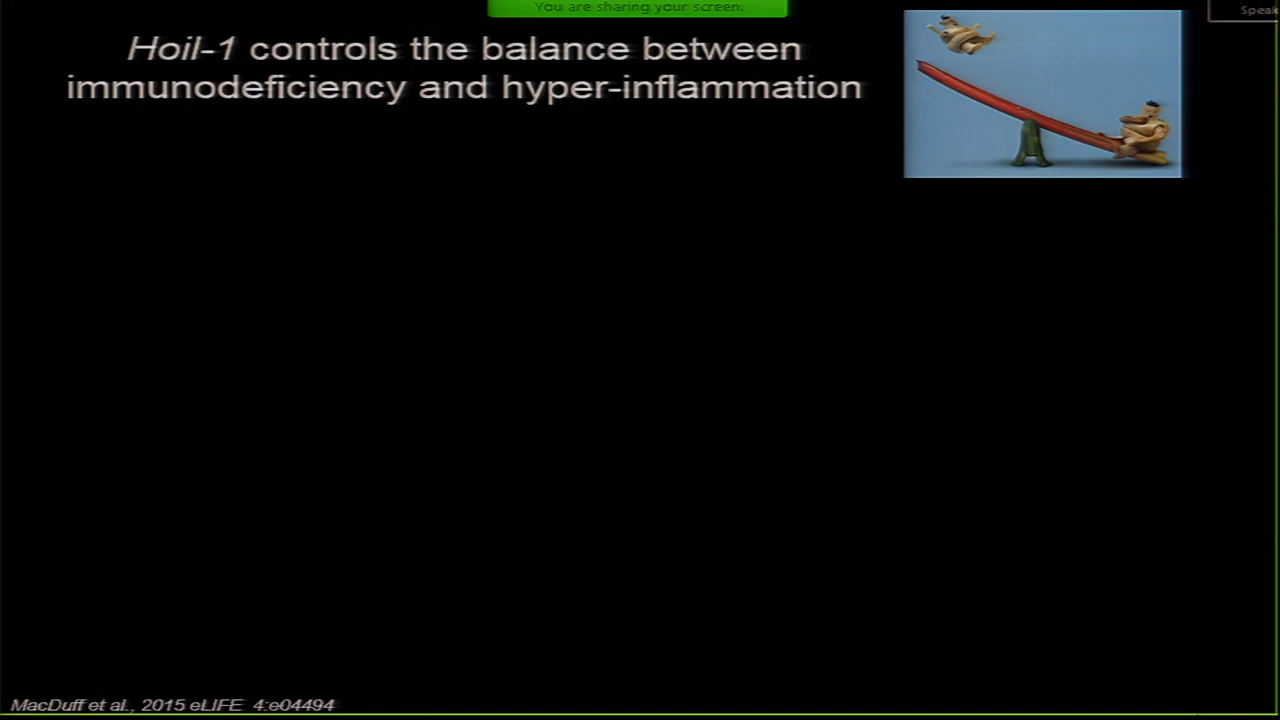 You are sharing your screen.
Speak
Hoil-1 controls the balance between
immunodeficiency and hyper-inflammation
MacDuff et al., 2015 eLIFE 4:e04494